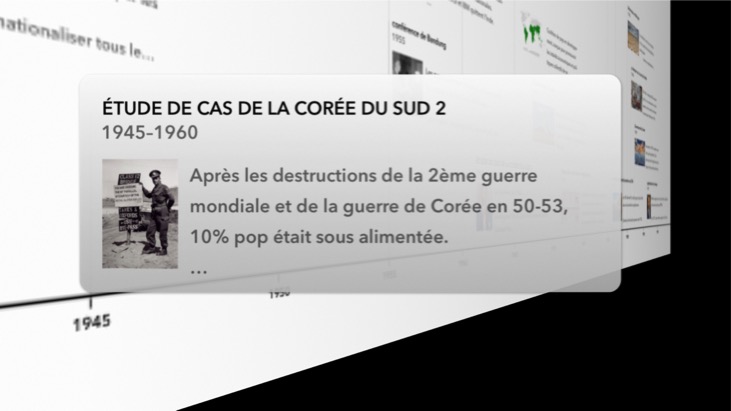 nationaliser tous le...
conférence de Bandung
1955
ÉTUDE DE CAS DE LA CORÉE DU SUD 2
1945-1960
Après les destructions de la 2ème guerre
mondiale et de la guerre de Corée en 50-53,
10% pop était sous alimentée.
...
1945
1950